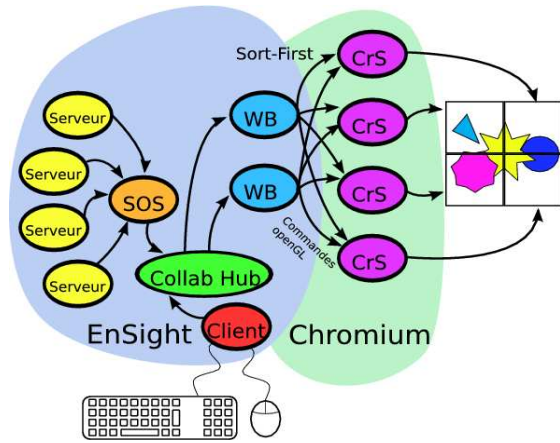 Sort-First
CrS
Serveur
WB
CrS
Serveur
SOS
WB
CrS
Serveur
Commandes
openGL
Serveur
Collab Hub
CrS
EnSight
Client
Chromium